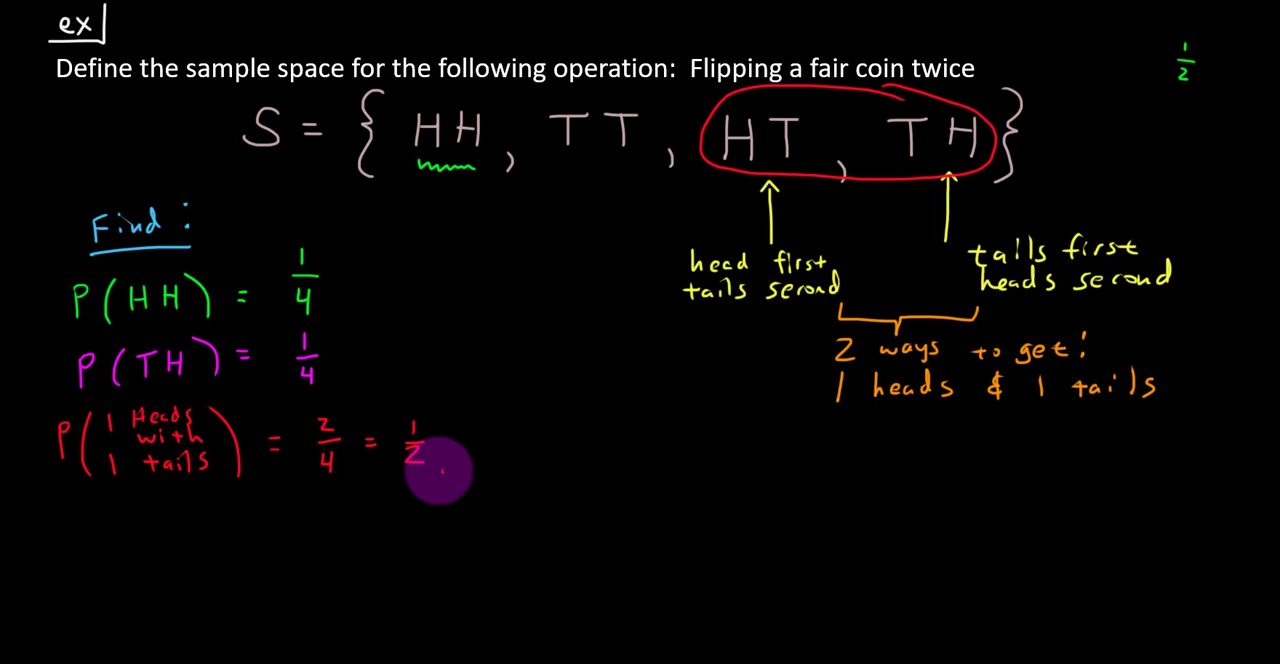 ex
Define the sample space for the following operation: Flipping a fair coin twice
1/2
S = { HH, TT, HT, TH }
Find:
P(HH) = 1/4
P(TH) = 1/4
P(1 Heads with 1 tails) = 2/4 = 1/2
head first
tails second
tails first
heads second
2 ways to get:
1 heads & 1 tails